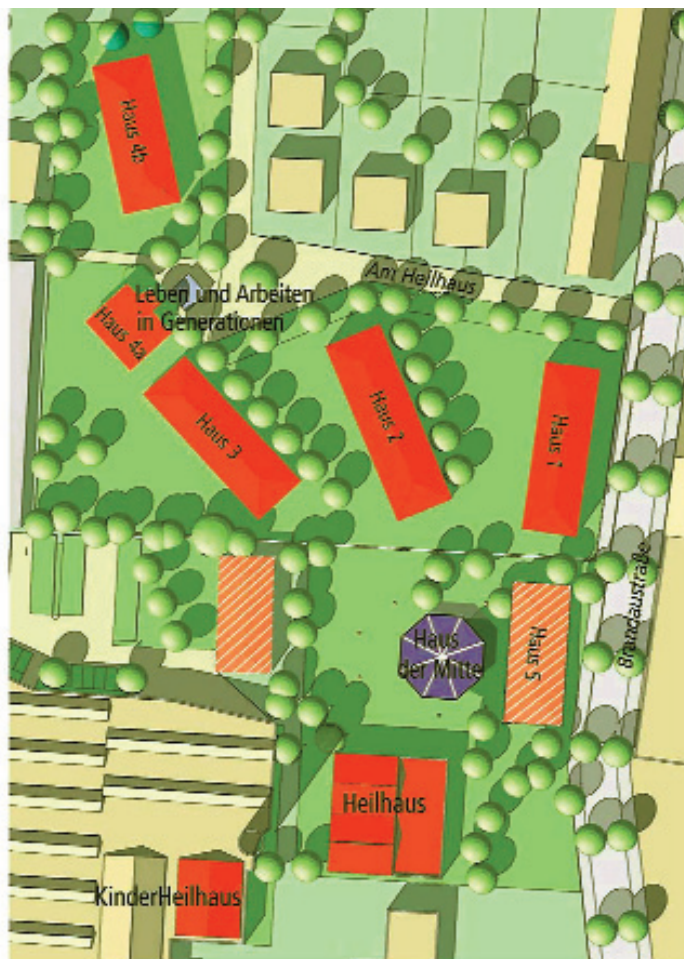 Haus 4b
Am Heilhaus
Leben und Arbeiten
in Generationen
Haus 4a
Haus 3
Haus 2
Haus 1
Brandaustraße
Haus
der Mitte
Haus 5
Heilhaus
KinderHeilhaus